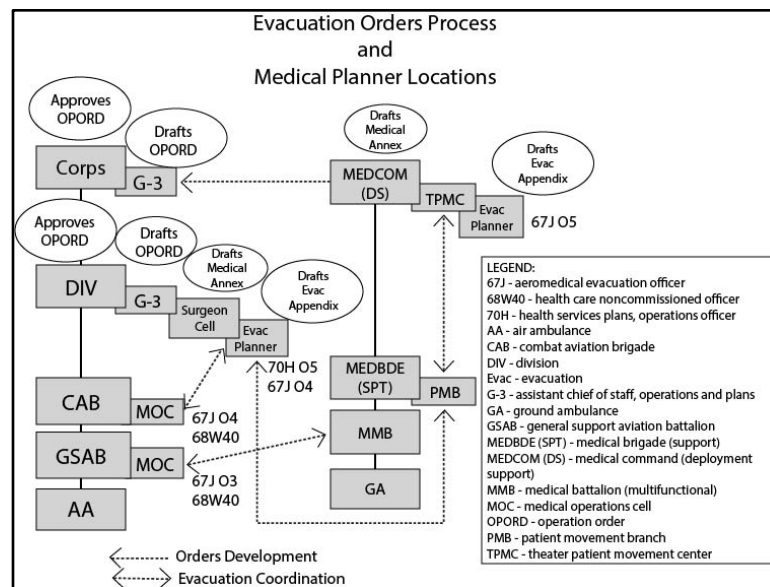 Evacuation Orders Process
and
Medical Planner Locations
Approves
OPORD
Drafts
OPORD
Corps
G-3
Drafts
Medical
Annex
MEDCOM
(DS)
TPMC
Evac
Planner
67J O5
Drafts
Evac
Appendix
Approves
OPORD
Drafts
OPORD
Drafts
Medical
Annex
Drafts
Evac
Appendix
DIV
G-3
Surgeon
Cell
Evac
Planner
70H O5
67J O4
MEDBDE
(SPT)
PMB
CAB
MOC
67J O4
68W40
MMB
GSAB
MOC
67J O3
68W40
GA
AA
Orders Development
Evacuation Coordination
LEGEND:
67J - aeromedical evacuation officer
68W40 - health care noncommissioned officer
70H - health services plans, operations officer
AA - air ambulance
CAB - combat aviation brigade
DIV - division
Evac - evacuation
G-3 - assistant chief of staff, operations and plans
GA - ground ambulance
GSAB - general support aviation battalion
MEDBDE (SPT) - medical brigade (support)
MEDCOM (DS) - medical command (deployment
support)
MMB - medical battalion (multifunctional)
MOC - medical operations cell
OPORD - operation order
PMB - patient movement branch
TPMC - theater patient movement center